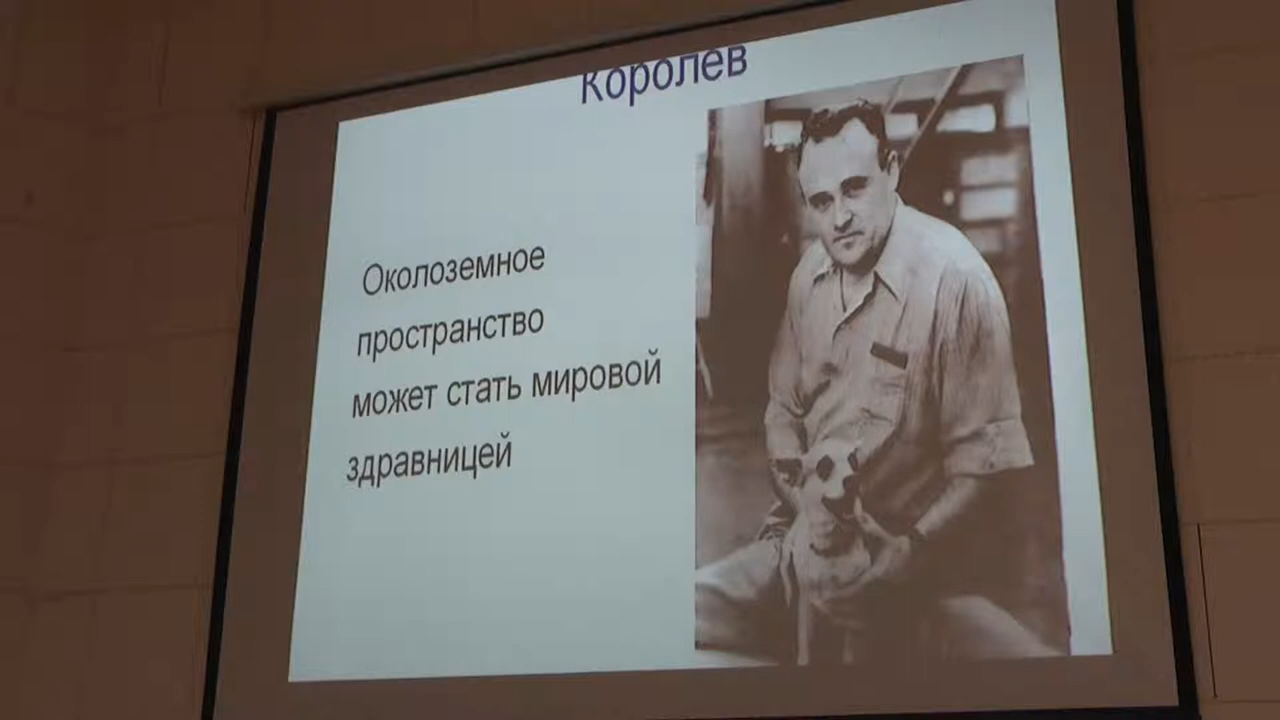 Королев
Околоземное
пространство
может стать мировой
здравницей